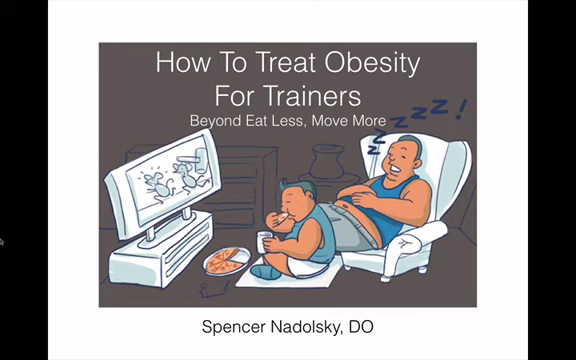 How To Treat Obesity
For Trainers
Beyond Eat Less, Move More
z z z z z z !
Spencer Nadolsky, DO